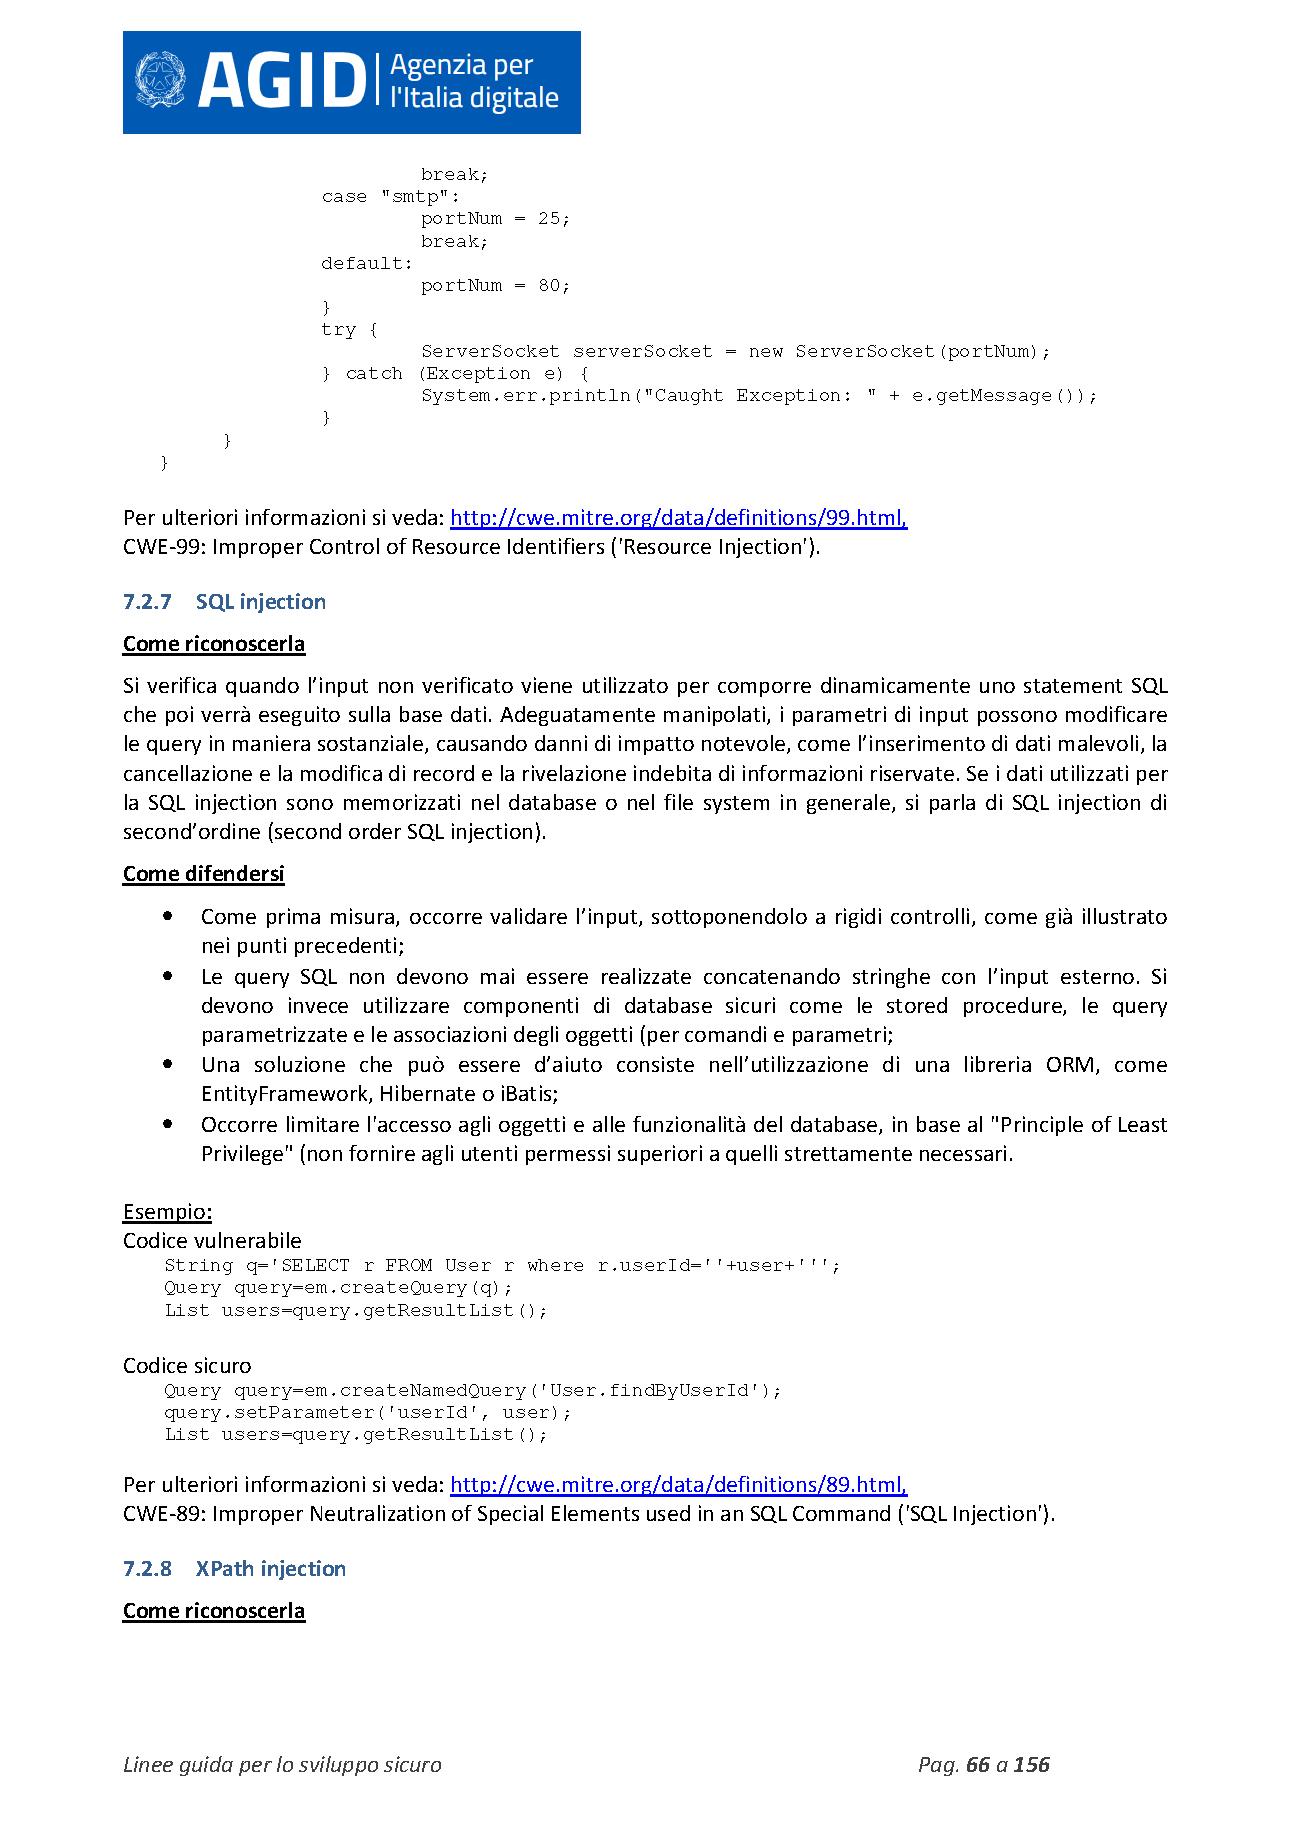 AGID
Agenzia per
l'Italia digitale
break;
case "smtp":
portNum = 25;
break;
default:
portNum = 80;
}
try {
ServerSocket serverSocket = new ServerSocket(portNum);
} catch (Exception e) {
System.err.println("Caught Exception: " + e.getMessage());
}
}
}
Per ulteriori informazioni si veda: http://cwe.mitre.org/data/definitions/99.html,
CWE-99: Improper Control of Resource Identifiers ('Resource Injection').
7.2.7 SQL injection
Come riconoscerla
Si verifica quando l’input non verificato viene utilizzato per comporre dinamicamente uno statement SQL
che poi verrà eseguito sulla base dati. Adeguatamente manipolati, i parametri di input possono modificare
le query in maniera sostanziale, causando danni di impatto notevole, come l’inserimento di dati malevoli, la
cancellazione e la modifica di record e la rivelazione indebita di informazioni riservate. Se i dati utilizzati per
la SQL injection sono memorizzati nel database o nel file system in generale, si parla di SQL injection di
second’ordine (second order SQL injection).
Come difendersi
• Come prima misura, occorre validare l’input, sottoponendolo a rigidi controlli, come già illustrato
nei punti precedenti;
• Le query SQL non devono mai essere realizzate concatenando stringhe con l’input esterno. Si
devono invece utilizzare componenti di database sicuri come le stored procedure, le query
parametrizzate e le associazioni degli oggetti (per comandi e parametri;
• Una soluzione che può essere d’aiuto consiste nell’utilizzazione di una libreria ORM, come
EntityFramework, Hibernate o iBatis;
• Occorre limitare l'accesso agli oggetti e alle funzionalità del database, in base al "Principle of Least
Privilege" (non fornire agli utenti permessi superiori a quelli strettamente necessari.
Esempio:
Codice vulnerabile
String q='SELECT r FROM User r where r.userId=''+user+''';
Query query=em.createQuery(q);
List users=query.getResultList();
Codice sicuro
Query query=em.createNamedQuery('User.findByUserId');
query.setParameter('userId', user);
List users=query.getResultList();
Per ulteriori informazioni si veda: http://cwe.mitre.org/data/definitions/89.html,
CWE-89: Improper Neutralization of Special Elements used in an SQL Command ('SQL Injection').
7.2.8 XPath injection
Come riconoscerla
Linee guida per lo sviluppo sicuro Pag. 66 a 156